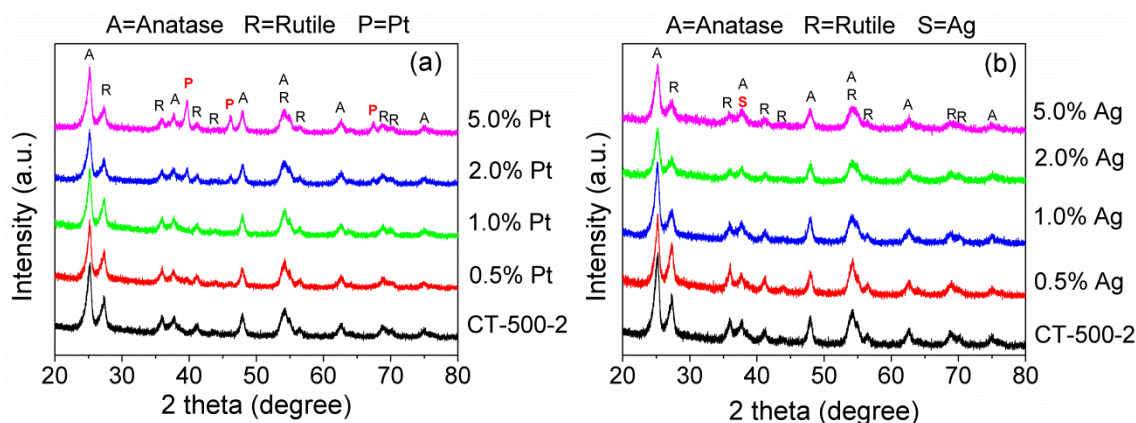 A=Anatase R=Rutile P=Pt
(a)
A
R
R
A
P
R
R
P
A
A
R
R
A
P
R
R
A
5.0% Pt
2.0% Pt
1.0% Pt
0.5% Pt
CT-500-2
Intensity (a.u.)
20 30 40 50 60 70 80
2 theta (degree)
A=Anatase R=Rutile S=Ag
(b)
A
R
R
A
S
R
R
A
A
R
R
A
R
R
A
5.0% Ag
2.0% Ag
1.0% Ag
0.5% Ag
CT-500-2
Intensity (a.u.)
20 30 40 50 60 70 80
2 theta (degree)